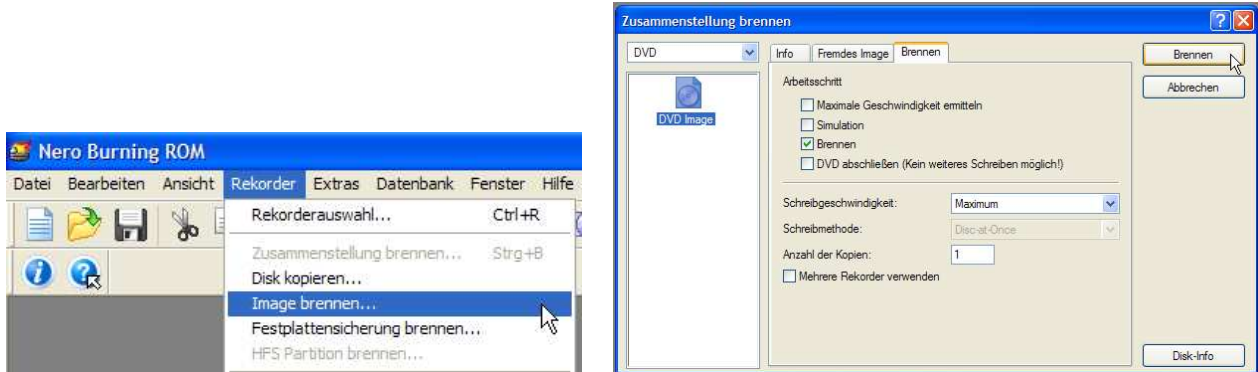 Nero Burning ROM
Datei Bearbeiten Ansicht Rekorder Extras Datenbank Fenster Hilfe
Rekorderauswahl... Ctrl+R
Zusammenstellung brennen... Strg+B
Disk kopieren...
Image brennen...
Festplattensicherung brennen...
HFS Partition brennen...
Zusammenstellung brennen
DVD
DVD Image
Info Fremdes Image Brennen
Arbeitsschritt
Maximale Geschwindigkeit ermitteln
Simulation
Brennen
DVD abschließen (Kein weiteres Schreiben möglich!)
Schreibgeschwindigkeit: Maximum
Schreibmethode: Disc-at-Once
Anzahl der Kopien: 1
Mehrere Rekorder verwenden
Brennen
Abbrechen
Disk-Info